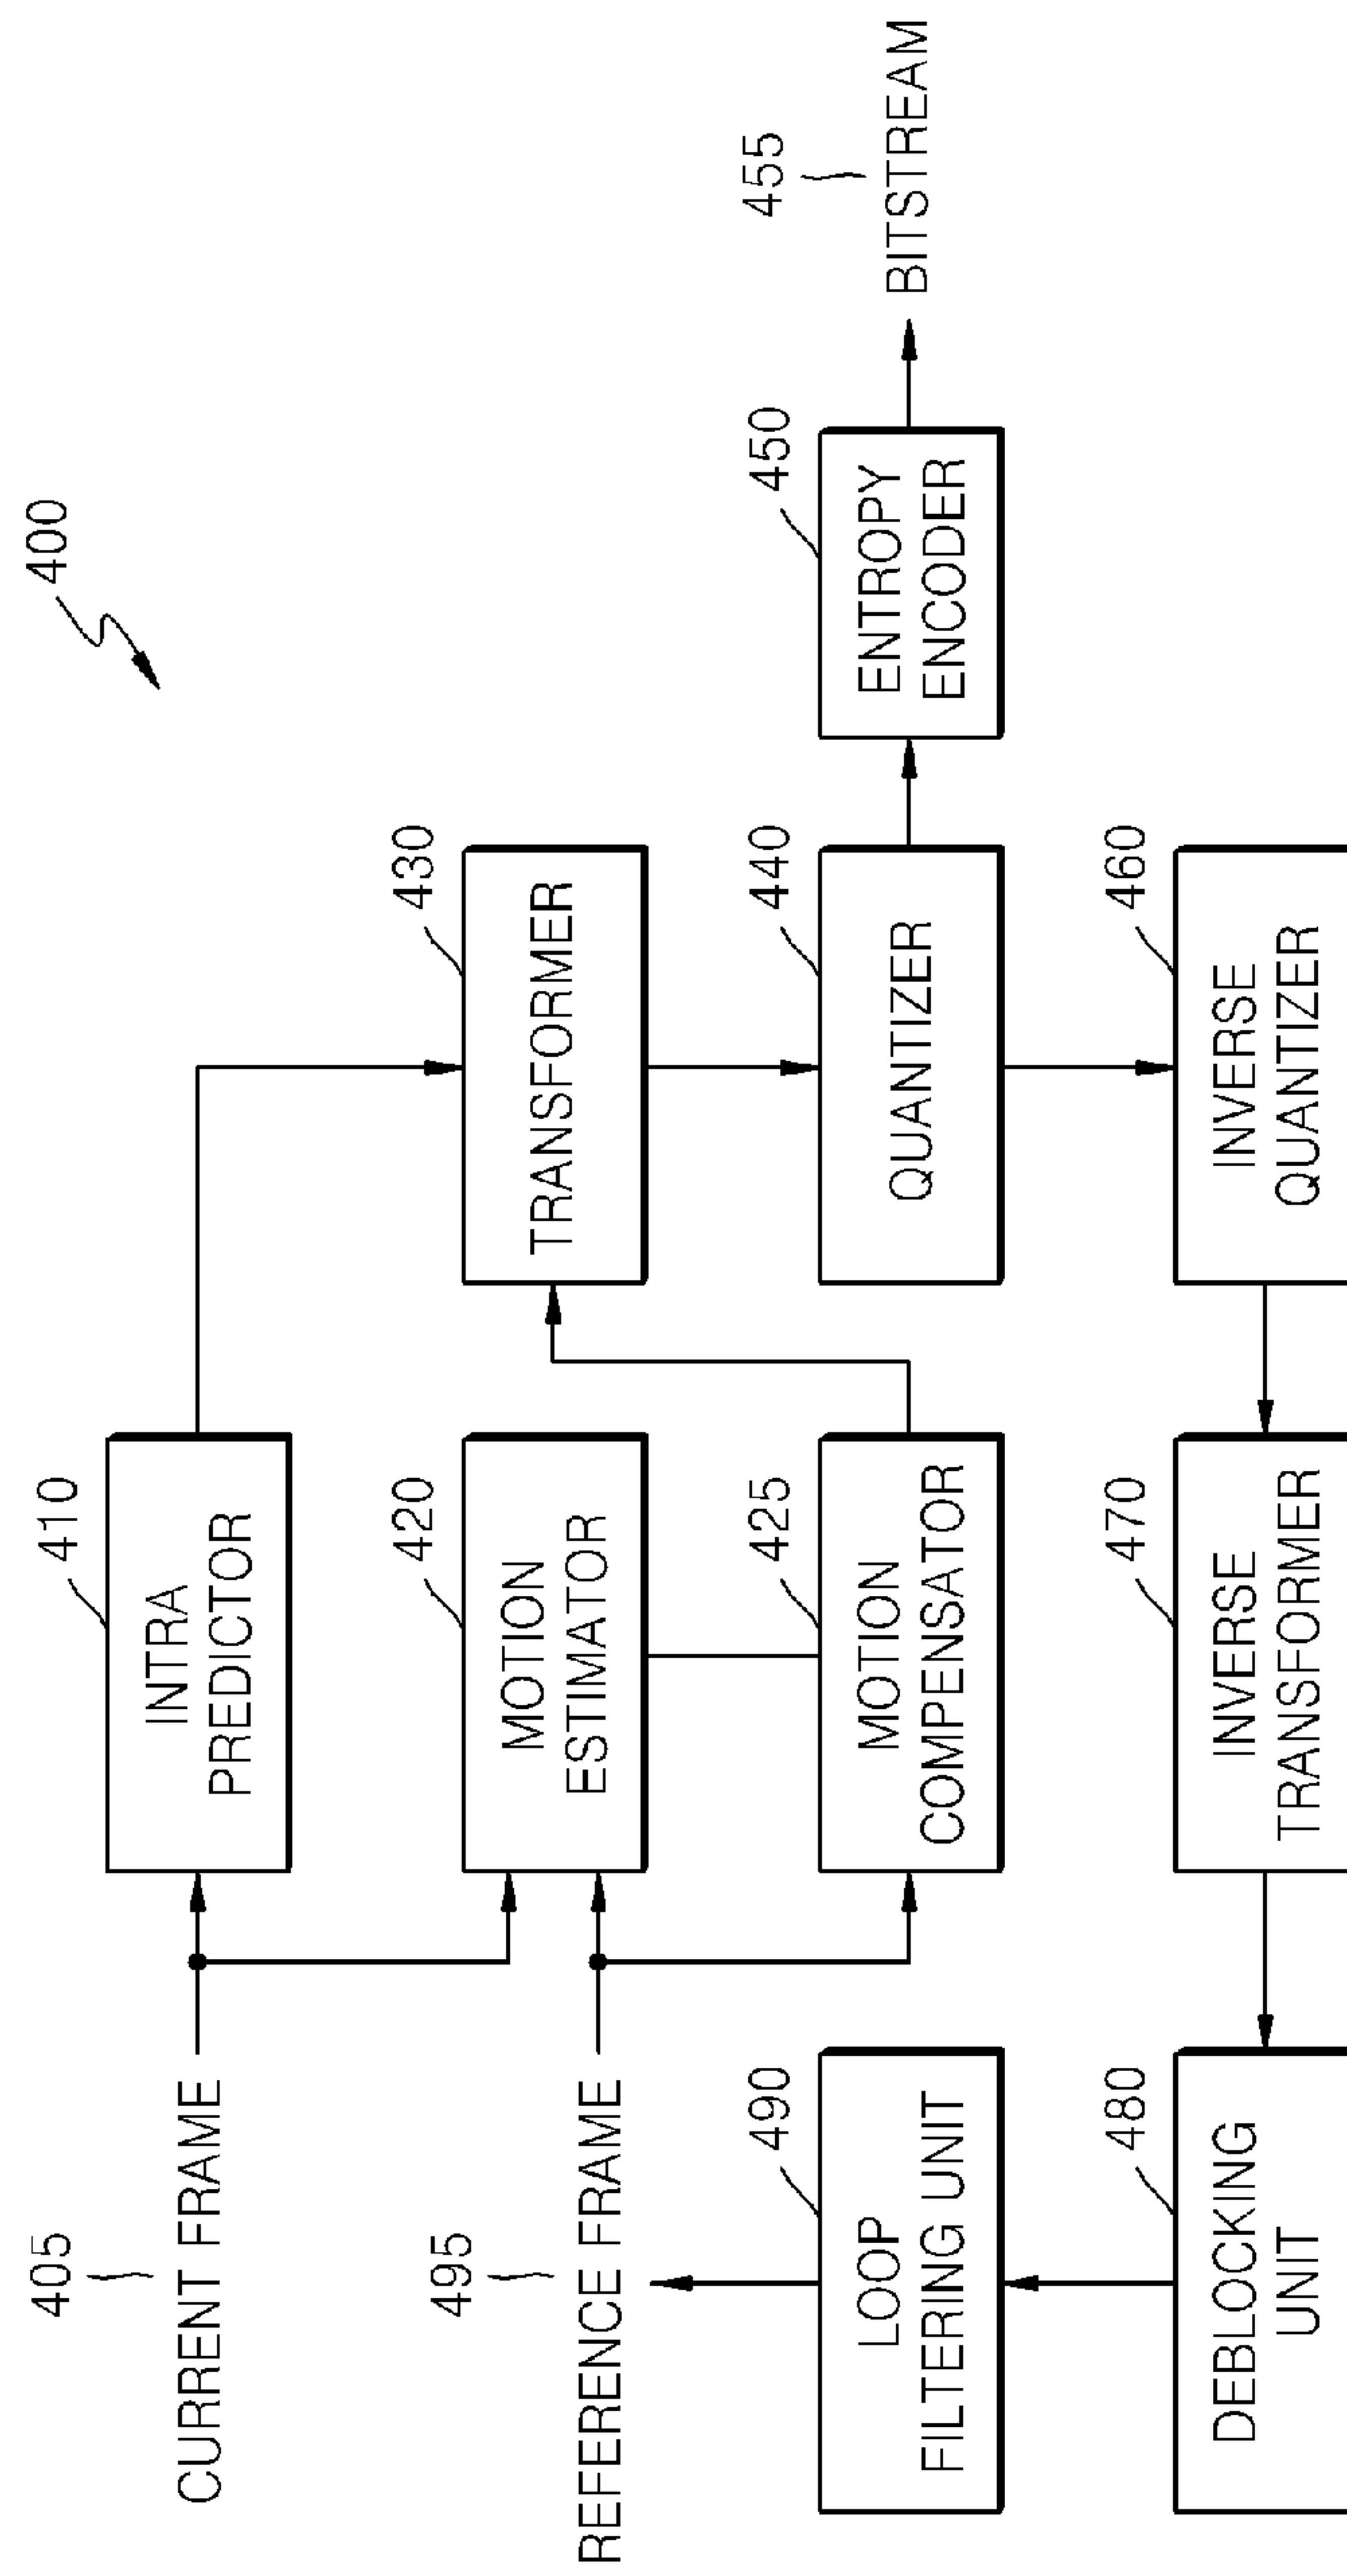 400
405
CURRENT FRAME
410
INTRA
PREDICTOR
495
REFERENCE FRAME
420
MOTION
ESTIMATOR
430
TRANSFORMER
490
LOOP
FILTERING UNIT
425
MOTION
COMPENSATOR
440
QUANTIZER
450
ENTROPY
ENCODER
455
BITSTREAM
480
DEBLOCKING
UNIT
470
INVERSE
TRANSFORMER
460
INVERSE
QUANTIZER